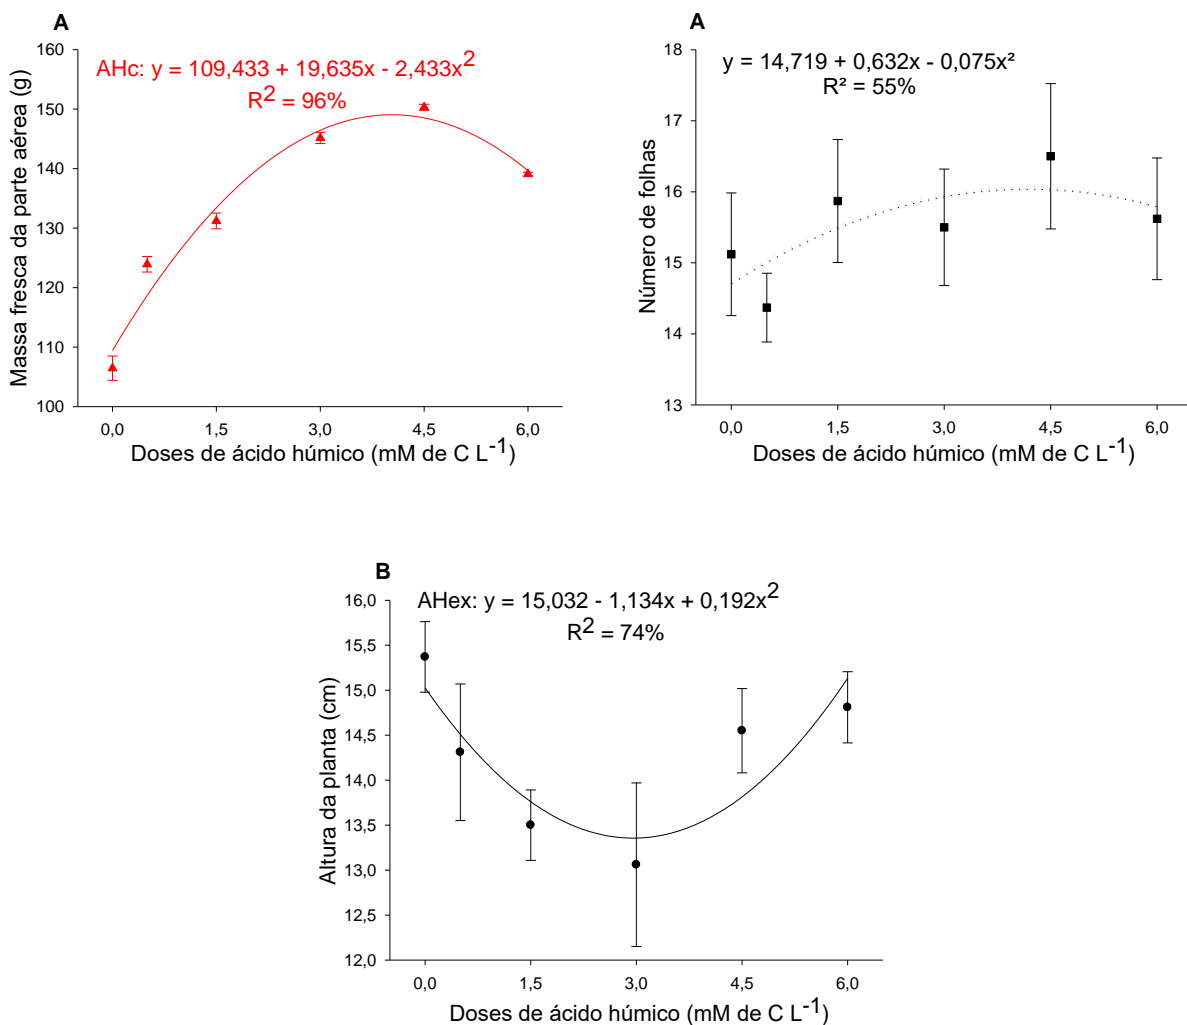 A
AHc: y = 109,433 + 19,635x - 2,433x²
R² = 96%
Massa fresca da parte aérea (g)
160
150
140
130
120
110
100
0,0 1,5 3,0 4,5 6,0
Doses de ácido húmico (mM de C L⁻¹)
A
y = 14,719 + 0,632x - 0,075x²
R² = 55%
Número de folhas
18
17
16
15
14
13
0,0 1,5 3,0 4,5 6,0
Doses de ácido húmico (mM de C L⁻¹)
B
AHex: y = 15,032 - 1,134x + 0,192x²
R² = 74%
Altura da planta (cm)
16,0
15,5
15,0
14,5
14,0
13,5
13,0
12,5
12,0
0,0 1,5 3,0 4,5 6,0
Doses de ácido húmico (mM de C L⁻¹)